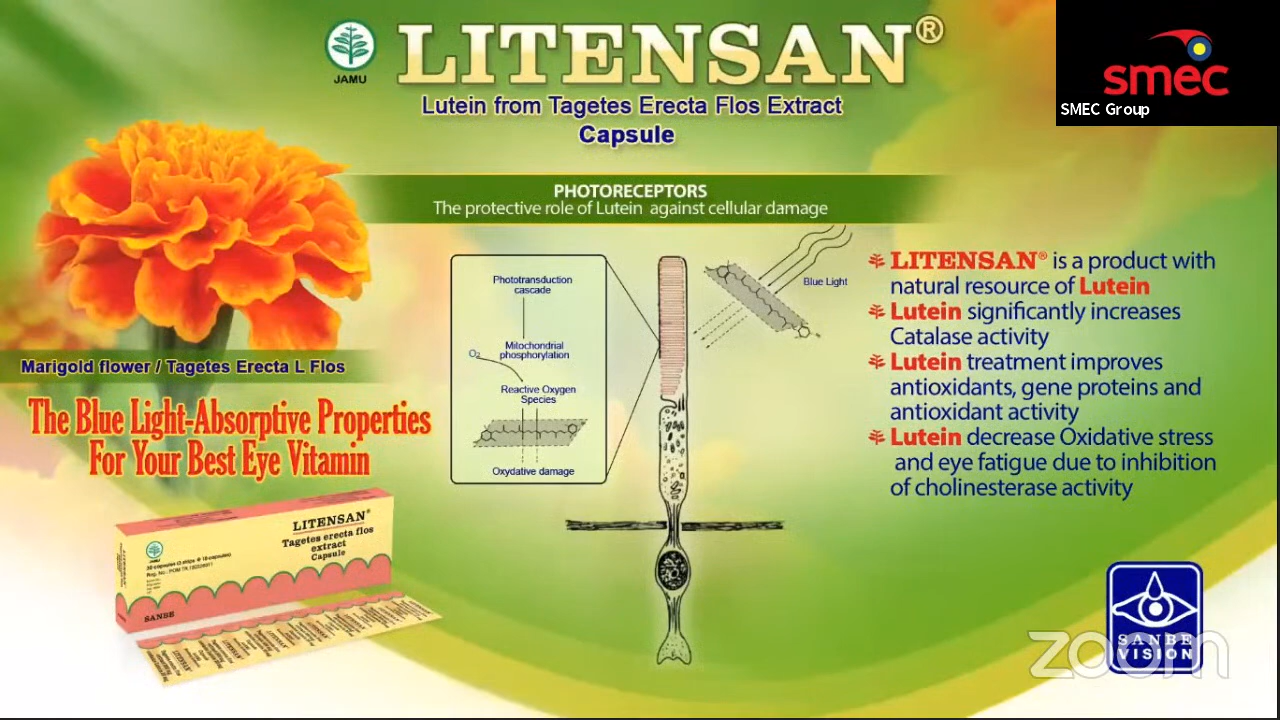 LITENSAN®
JAMU
Lutein from Tagetes Erecta Flos Extract
Capsule
smec
SMEC Group
PHOTORECEPTORS
The protective role of Lutein against cellular damage
Phototransduction
cascade
Mitochondrial
phosphorylation
O₂
Reactive Oxygen
Species
Oxydative damage
Blue Light
LITENSAN® is a product with
natural resource of Lutein
Lutein significantly increases
Catalase activity
Lutein treatment improves
antioxidants, gene proteins and
antioxidant activity
Lutein decrease Oxidative stress
and eye fatigue due to inhibition
of cholinesterase activity
Marigold flower / Tagetes Erecta L Flos
The Blue Light-Absorptive Properties
For Your Best Eye Vitamin
LITENSAN®
Tagetes erecta flos
extract
Capsule
SANBE
SANBE
VISION
zoom